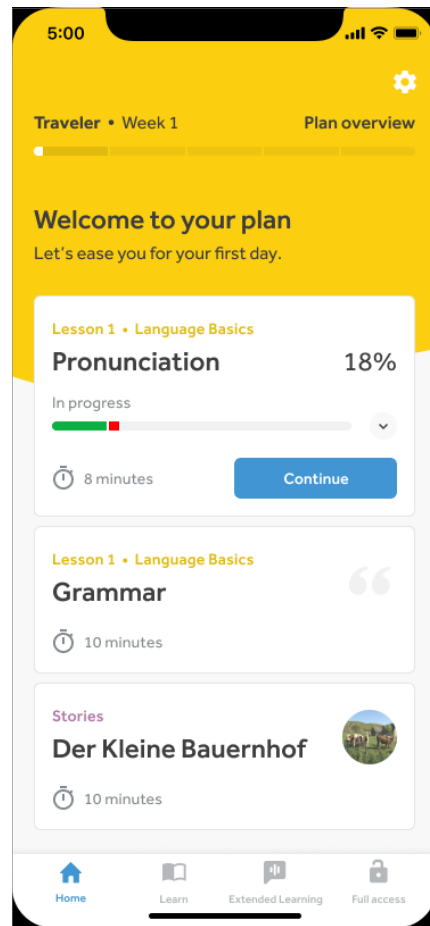 5:00
Traveler • Week 1 Plan overview
Welcome to your plan
Let's ease you for your first day.
Lesson 1 • Language Basics
Pronunciation 18%
In progress
8 minutes Continue
Lesson 1 • Language Basics
Grammar
10 minutes
Stories
Der Kleine Bauernhof
10 minutes
Home Learn Extended Learning Full access